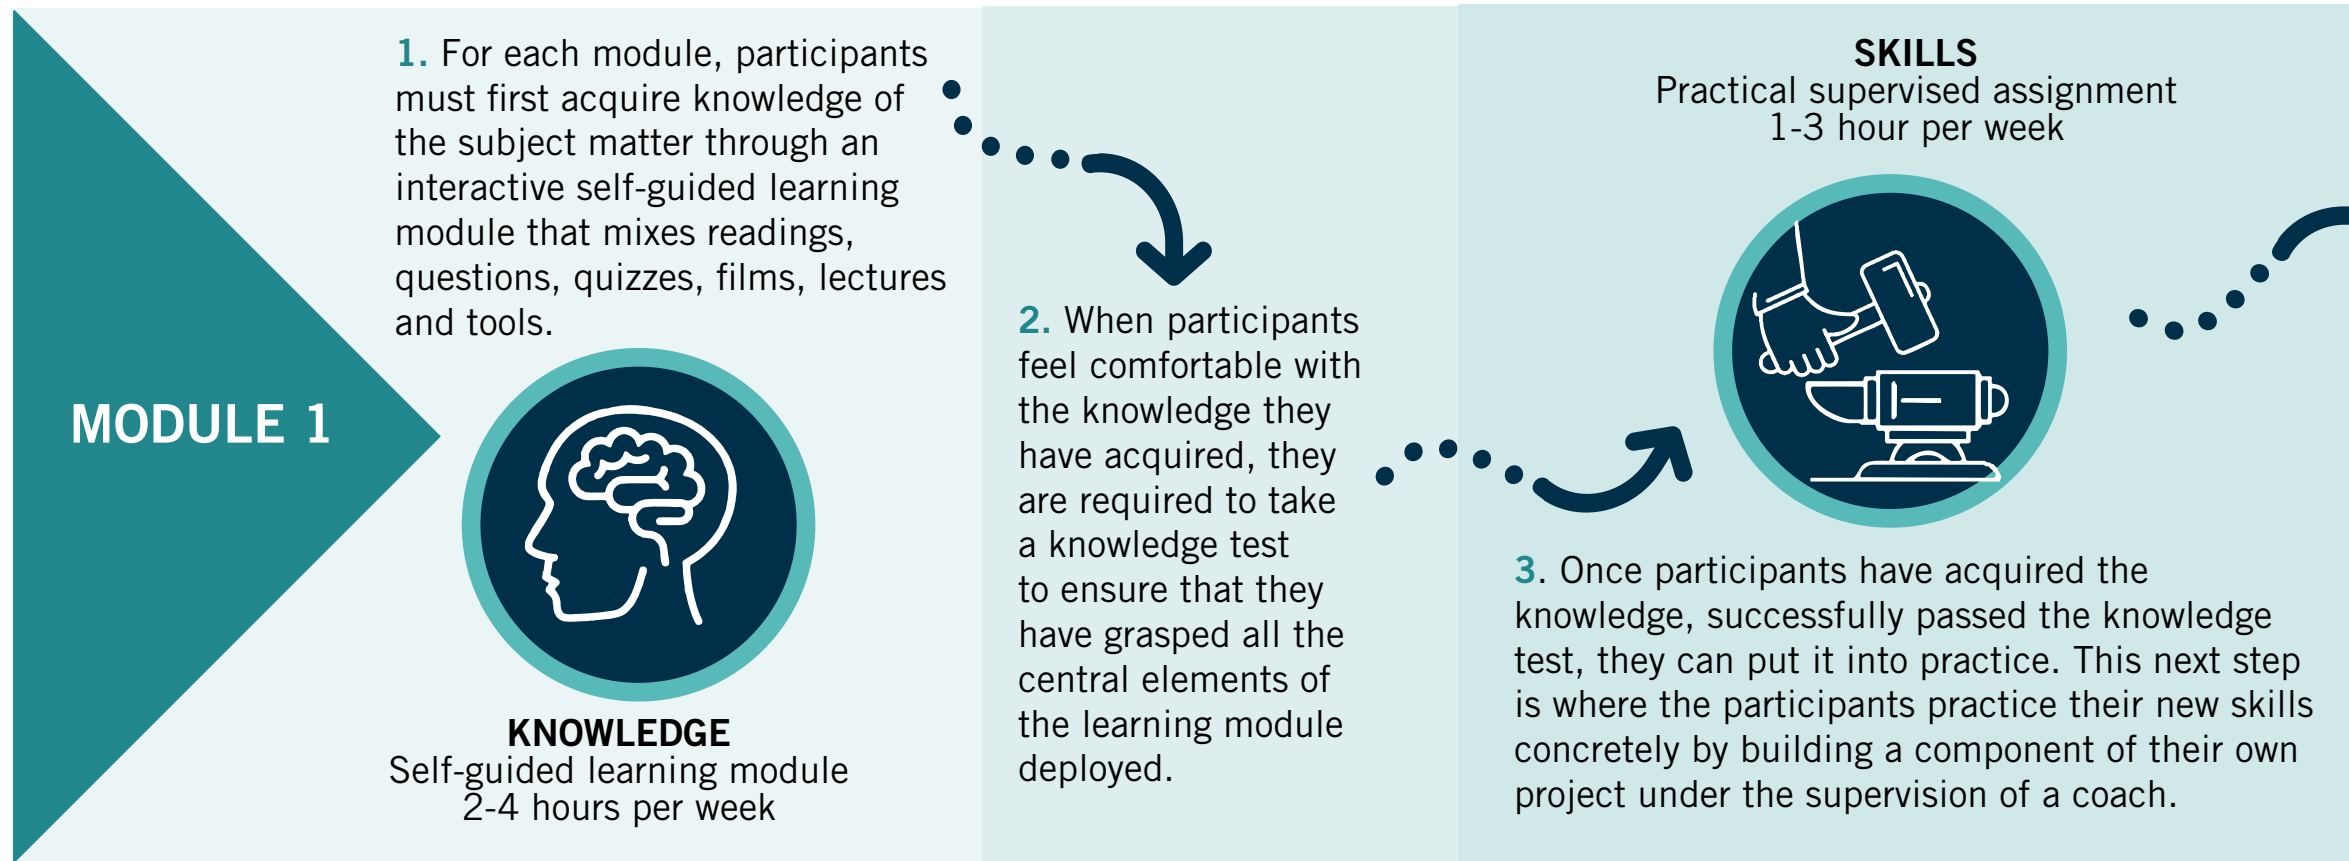 MODULE 1
1. For each module, participants
must first acquire knowledge of
the subject matter through an
interactive self-guided learning
module that mixes readings,
questions, quizzes, films, lectures
and tools.
KNOWLEDGE
Self-guided learning module
2-4 hours per week
2. When participants
feel comfortable with
the knowledge they
have acquired, they
are required to take
a knowledge test
to ensure that they
have grasped all the
central elements of
the learning module
deployed.
SKILLS
Practical supervised assignment
1-3 hour per week
3. Once participants have acquired the
knowledge, successfully passed the knowledge
test, they can put it into practice. This next step
is where the participants practice their new skills
concretely by building a component of their own
project under the supervision of a coach.